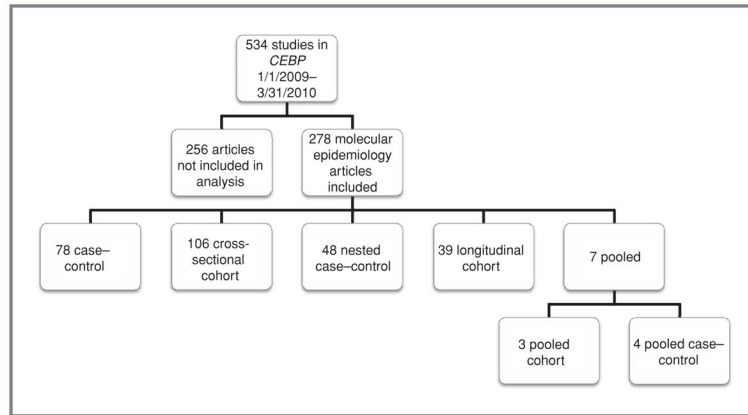 534 studies in
CEBP
1/1/2009–
3/31/2010
256 articles
not included in
analysis
278 molecular
epidemiology
articles
included
78 case–
control
106 cross-
sectional
cohort
48 nested
case–control
39 longitudinal
cohort
7 pooled
3 pooled
cohort
4 pooled case–
control